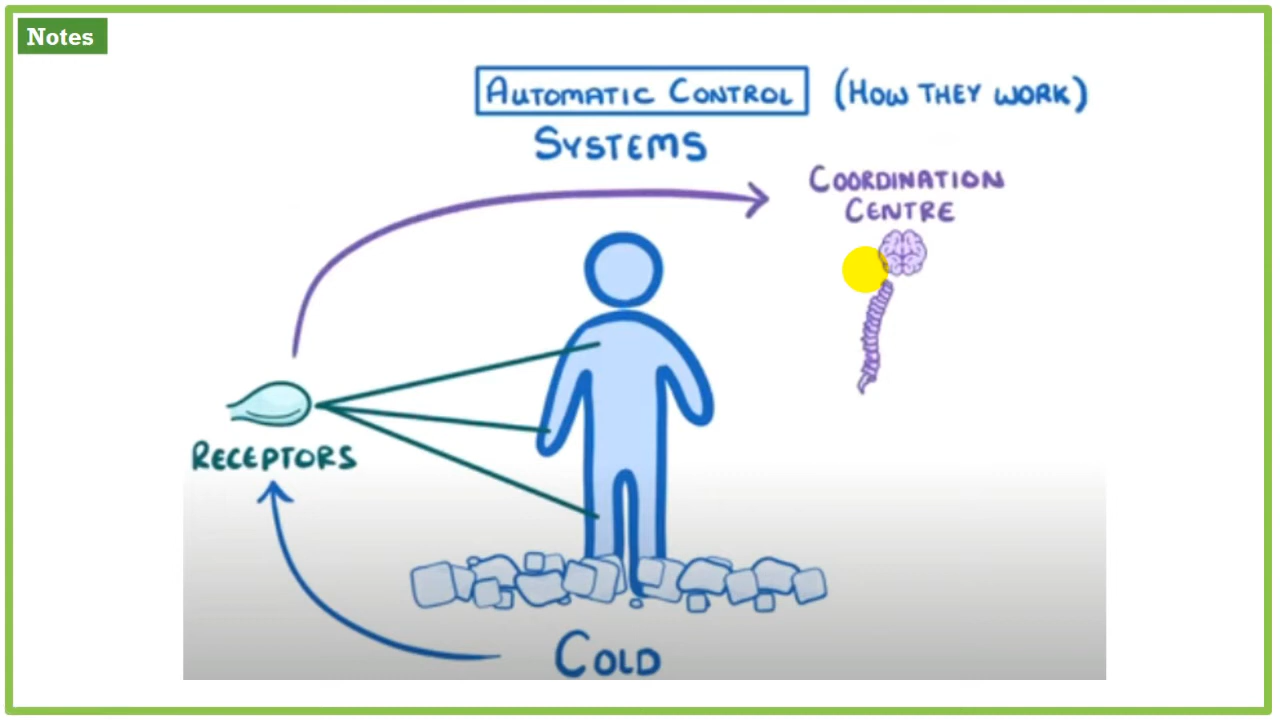 Notes
AUTOMATIC CONTROL (HOW THEY WORK)
SYSTEMS
COORDINATION
CENTRE
RECEPTORS
COLD